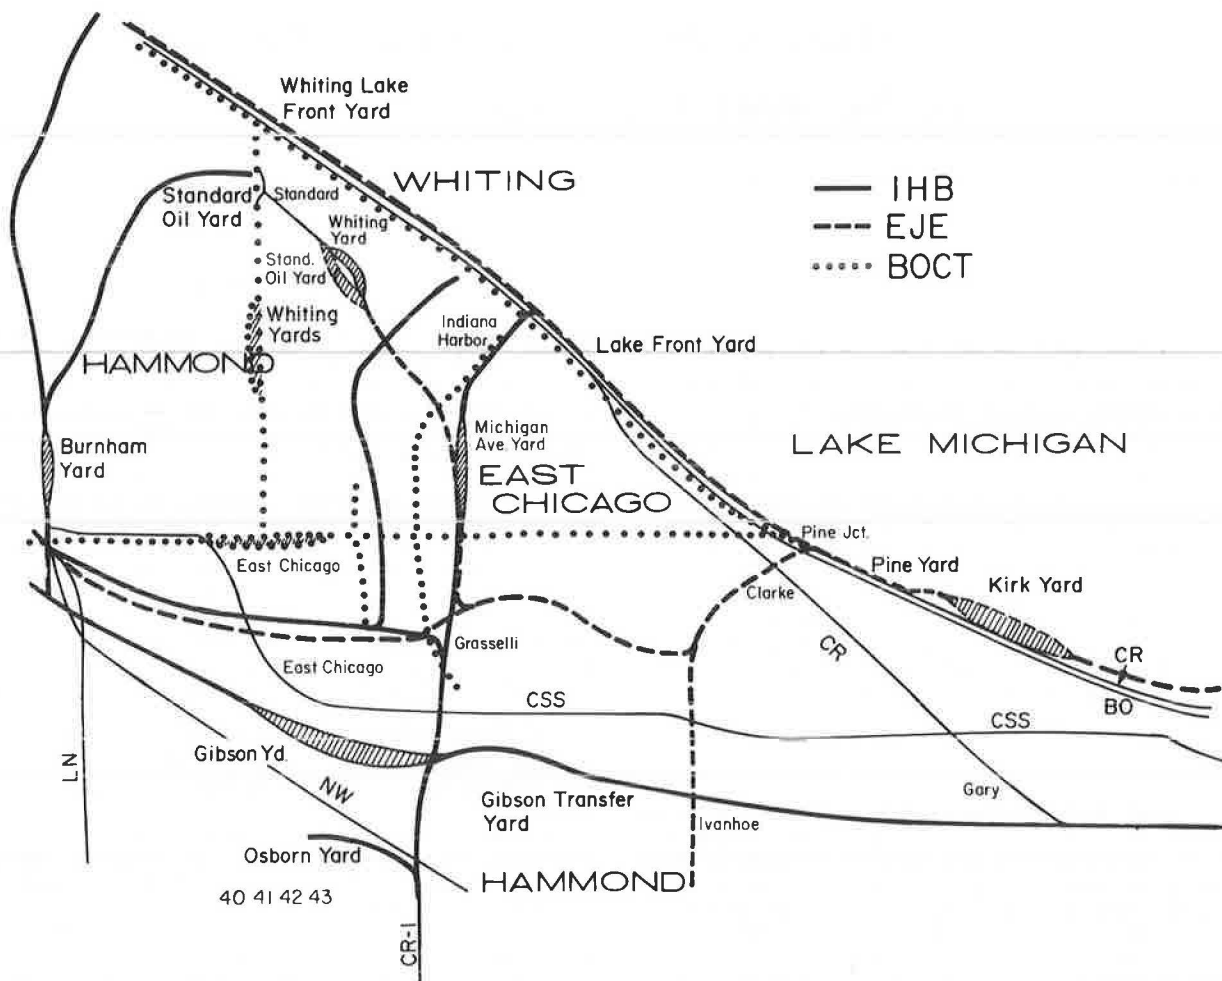 Whiting Lake
Front Yard
WHITING
IHB
EJE
BOCT
Standard
Oil Yard
Standard
Whiting
Yard
Stand.
Oil Yard
Whiting
Yards
Indiana
Harbor
Lake Front Yard
HAMMOND
Burnham
Yard
Michigan
Ave. Yard
LAKE MICHIGAN
EAST
CHICAGO
Pine Jct.
East Chicago
Pine Yard
Clarke
Kirk Yard
Grasselli
East Chicago
CR
CR
BO
CSS
CSS
LN
Gibson Yd.
NW
Gibson Transfer
Yard
Gary
Ivanhoe
Osborn Yard
HAMMOND
40 41 42 43
CR-1